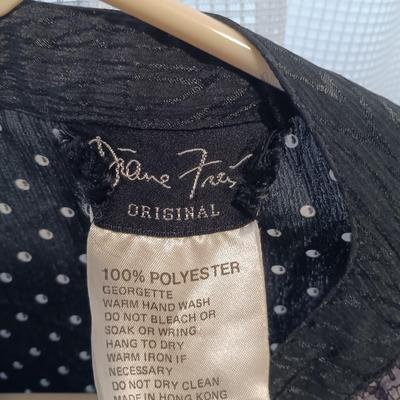 Diane Freis
ORIGINAL
100% POLYESTER
GEORGETTE
WARM HAND WASH
DO NOT BLEACH OR
SOAK OR WRING
HANG TO DRY
WARM IRON IF
NECESSARY
DO NOT DRY CLEAN
MADE IN HONG KONG